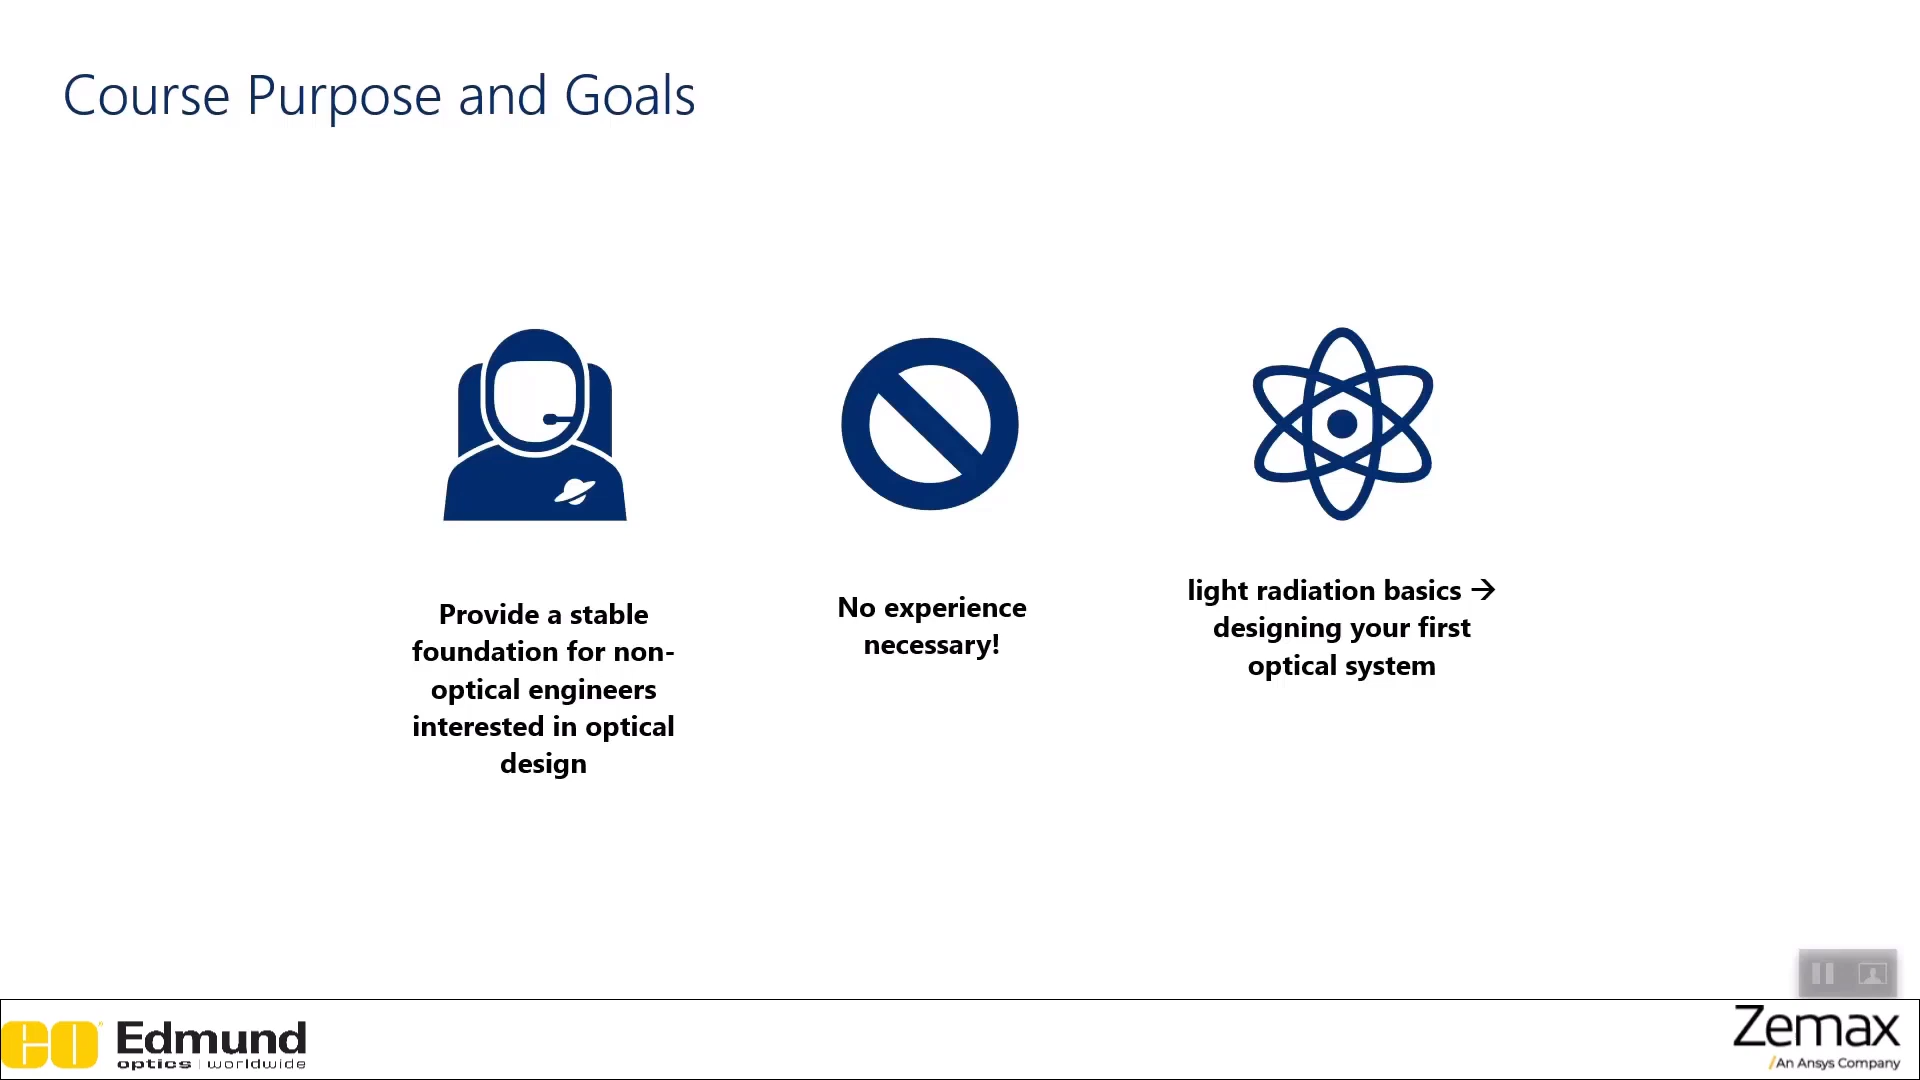 Course Purpose and Goals
Provide a stable
foundation for non-
optical engineers
interested in optical
design
No experience
necessary!
light radiation basics →
designing your first
optical system
EO Edmund
optics | worldwide
Zemax
/An Ansys Company